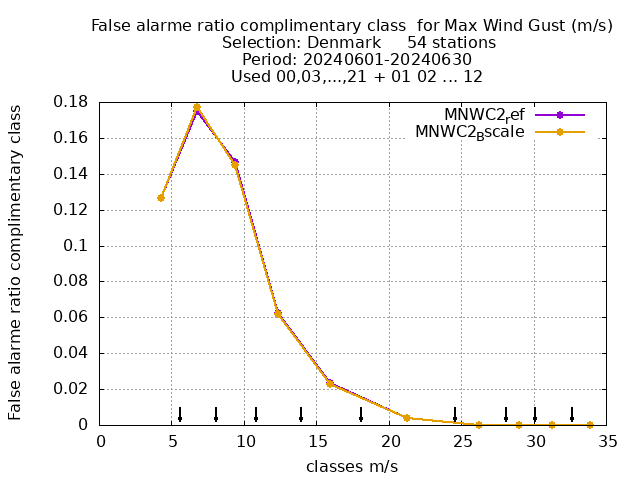 False alarme ratio complimentary class  for Max Wind Gust (m/s)
Selection: Denmark     54 stations
Period: 20240601-20240630
Used 00,03,...,21 + 01 02 ... 12
False alarme ratio complimentary class
0.18
0.16
0.14
0.12
0.1
0.08
0.06
0.04
0.02
0
MNWC2ref
MNWC2Bscale
0 5 10 15 20 25 30 35
classes m/s